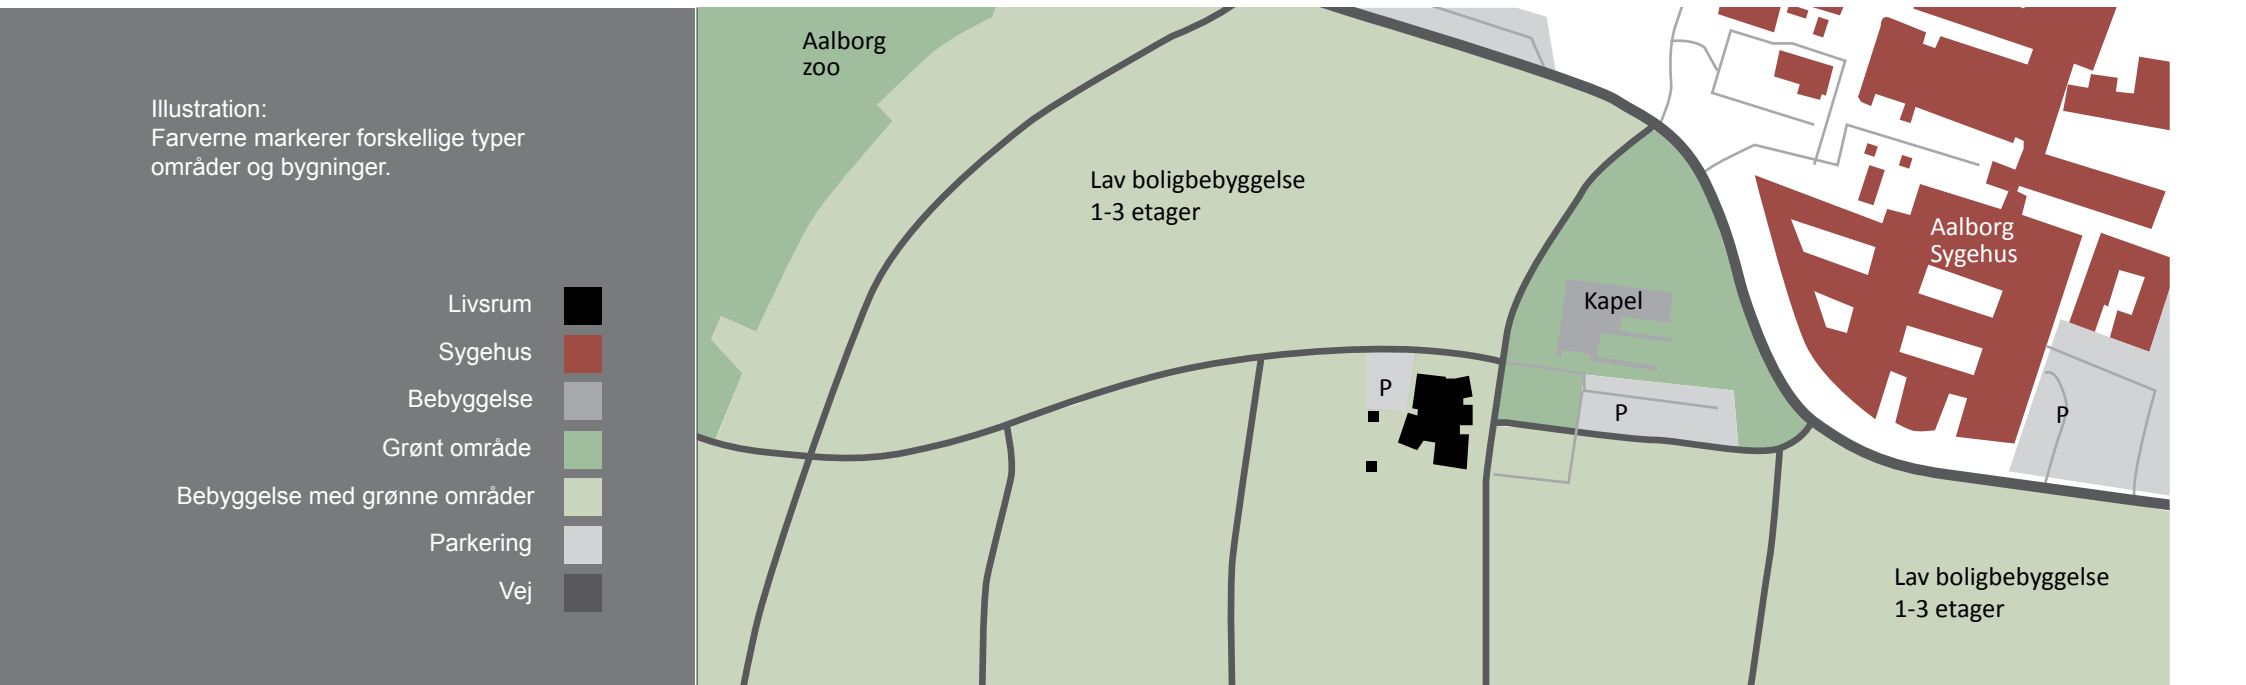 Illustration:
Farverne markerer forskellige typer
områder og bygninger.
Livsrum
Sygehus
Bebyggelse
Grønt område
Bebyggelse med grønne områder
Parkering
Vej
Aalborg
zoo
Lav boligbebyggelse
1-3 etager
Aalborg
Sygehus
Kapel
P
P
P
Lav boligbebyggelse
1-3 etager